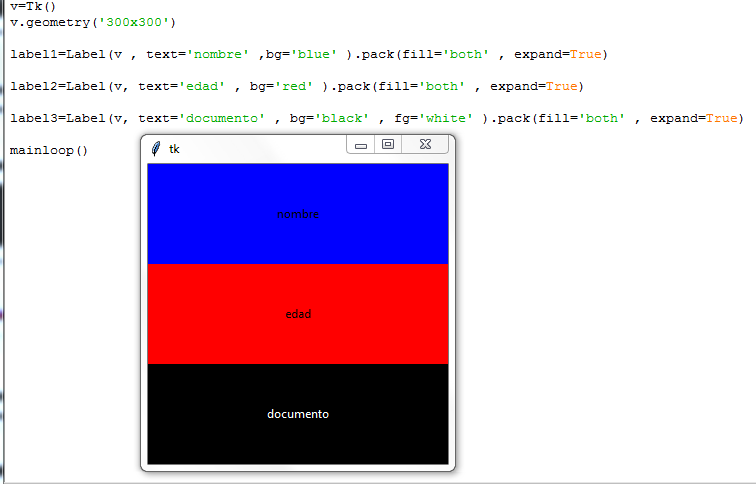 v=Tk()
v.geometry('300x300')
label1=Label(v , text='nombre' ,bg='blue' ).pack(fill='both' , expand=True)
label2=Label(v, text='edad' , bg='red' ).pack(fill='both' , expand=True)
label3=Label(v, text='documento' , bg='black' , fg='white' ).pack(fill='both' , expand=True)
mainloop()
tk
nombre
edad
documento